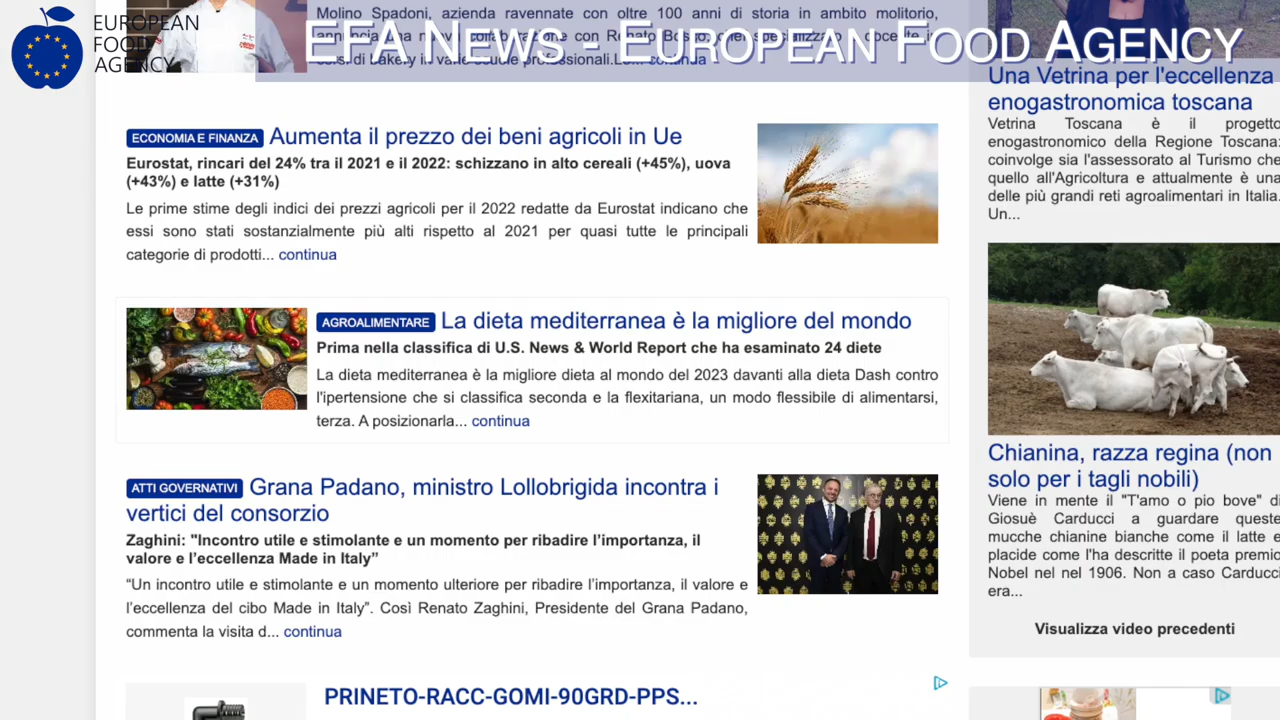 EUROPEAN
FOOD
AGENCY
EFA NEWS - EUROPEAN FOOD AGENCY
Molino Spadoni, azienda ravennate con oltre 100 anni di storia in ambito molitorio,
continua
ECONOMIA E FINANZA Aumenta il prezzo dei beni agricoli in Ue
Eurostat, rincari del 24% tra il 2021 e il 2022: schizzano in alto cereali (+45%), uova
(+43%) e latte (+31%)
Le prime stime degli indici dei prezzi agricoli per il 2022 redatte da Eurostat indicano che
essi sono stati sostanzialmente più alti rispetto al 2021 per quasi tutte le principali
categorie di prodotti... continua
AGROALIMENTARE La dieta mediterranea è la migliore del mondo
Prima nella classifica di U.S. News & World Report che ha esaminato 24 diete
La dieta mediterranea è la migliore dieta al mondo del 2023 davanti alla dieta Dash contro
l'ipertensione che si classifica seconda e la flexitariana, un modo flessibile di alimentarsi,
terza. A posizionarla... continua
ATTI GOVERNATIVI Grana Padano, ministro Lollobrigida incontra i
vertici del consorzio
Zaghini: "Incontro utile e stimolante e un momento per ribadire l’importanza, il
valore e l’eccellenza Made in Italy”
“Un incontro utile e stimolante e un momento ulteriore per ribadire l’importanza, il valore e
l’eccellenza del cibo Made in Italy”. Così Renato Zaghini, Presidente del Grana Padano,
commenta la visita d... continua
PRINETO-RACC-GOMI-90GRD-PPS...
Una Vetrina per l'eccellenza
enogastronomica toscana
Vetrina Toscana è il progetto
enogastronomico della Regione Toscana:
coinvolge sia l'assessorato al Turismo che
quello all'Agricoltura e attualmente è una
delle più grandi reti agroalimentari in Italia.
Un...
Chianina, razza regina (non
solo per i tagli nobili)
Viene in mente il "T'amo o pio bove" di
Giosuè Carducci a guardare queste
mucche chianine bianche come il latte e
placide come l'ha descritte il poeta premio
Nobel nel nel 1906. Non a caso Carducci
era...
Visualizza video precedenti